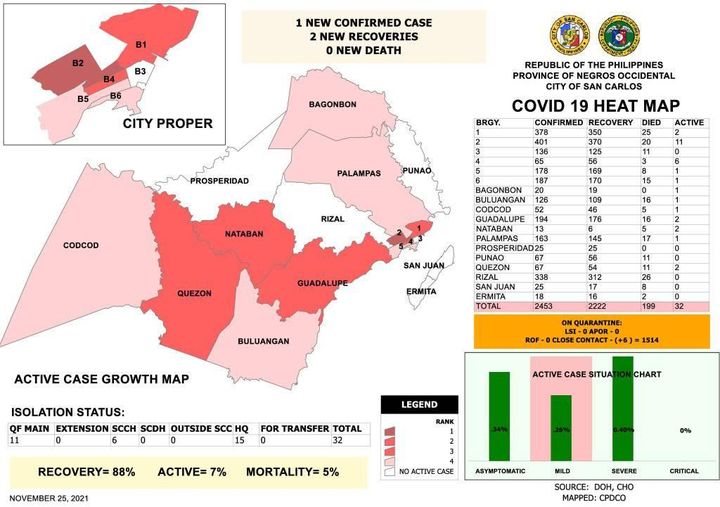 1 NEW CONFIRMED CASE
2 NEW RECOVERIES
0 NEW DEATH
REPUBLIC OF THE PHILIPPINES
PROVINCE OF NEGROS OCCIDENTAL
CITY OF SAN CARLOS
COVID 19 HEAT MAP
B1
B2
B3
B4
B5
B6
CITY PROPER
BAGONBON
PALAMPAS
PUNAO
PROSPERIDAD
RIZAL
NATABAN
CODCOD
QUEZON
GUADALUPE
BULUANGAN
SAN JUAN
ERMITA
1
2
3
4
5
ACTIVE CASE GROWTH MAP
BRGY. CONFIRMED RECOVERY DIED ACTIVE
1 378 350 25 2
2 401 370 20 11
3 136 125 11 0
4 65 56 3 6
5 178 169 8 1
6 187 170 15 1
BAGONBON 20 19 0 1
BULUANGAN 126 109 16 1
CODCOD 52 46 5 1
GUADALUPE 194 176 16 2
NATABAN 13 6 5 2
PALAMPAS 163 145 17 1
PROSPERIDAD 25 25 0 0
PUNAO 67 56 11 0
QUEZON 67 54 11 2
RIZAL 338 312 26 0
SAN JUAN 25 17 8 0
ERMITA 18 16 2 0
TOTAL 2453 2222 199 32
ON QUARANTINE:
LSI - 0 APOR - 0
ROF - 0 CLOSE CONTACT - (+6 ) = 1514
ISOLATION STATUS:
QF MAIN EXTENSION SCCH SCDH OUTSIDE SCC HQ FOR TRANSFER TOTAL
11 0 6 0 0 15 0 32
RECOVERY= 88% ACTIVE= 7% MORTALITY= 5%
NOVEMBER 25, 2021
LEGEND
RANK
1
2
3
4
NO ACTIVE CASE
ACTIVE CASE SITUATION CHART
.34% .26% 0.40% 0%
ASYMPTOMATIC MILD SEVERE CRITICAL
SOURCE: DOH, CHO
MAPPED: CPDCO